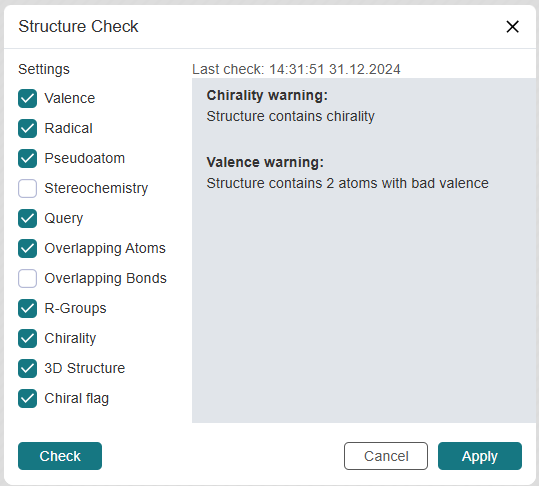 Structure Check
Settings
Last check: 14:31:51 31.12.2024
Valence
Radical
Pseudoatom
Stereochemistry
Query
Overlapping Atoms
Overlapping Bonds
R-Groups
Chirality
3D Structure
Chiral flag
Chirality warning:
Structure contains chirality
Valence warning:
Structure contains 2 atoms with bad valence
Check
Cancel
Apply